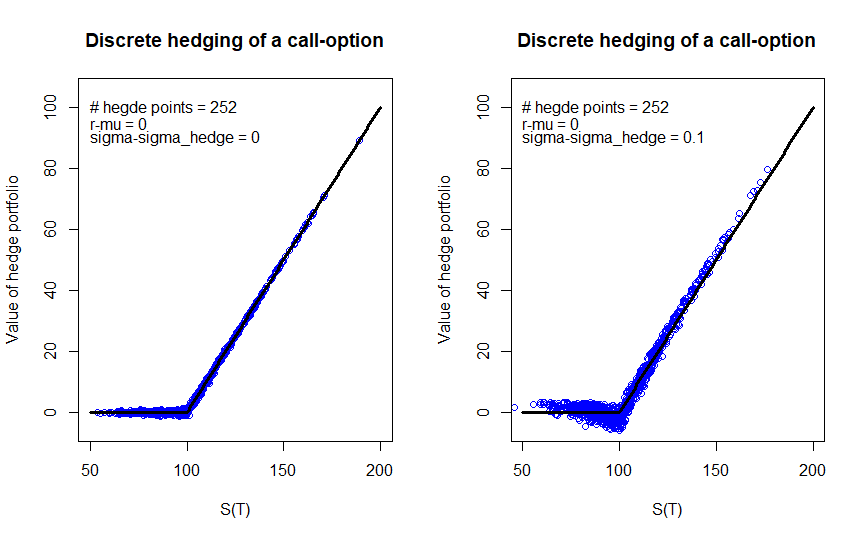 Discrete hedging of a call-option
# hegde points = 252
r-mu = 0
sigma-sigma_hedge = 0
Value of hedge portfolio
0
20
40
60
80
100
50
100
150
200
S(T)
Discrete hedging of a call-option
# hegde points = 252
r-mu = 0
sigma-sigma_hedge = 0.1
Value of hedge portfolio
0
20
40
60
80
100
50
100
150
200
S(T)